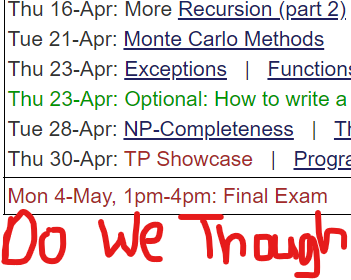 Thu 16-Apr: More Recursion (part 2)
Tue 21-Apr: Monte Carlo Methods
Thu 23-Apr: Exceptions | Functions
Thu 23-Apr: Optional: How to write a
Tue 28-Apr: NP-Completeness | Th
Thu 30-Apr: TP Showcase | Progra
Mon 4-May, 1pm-4pm: Final Exam
Do We Though